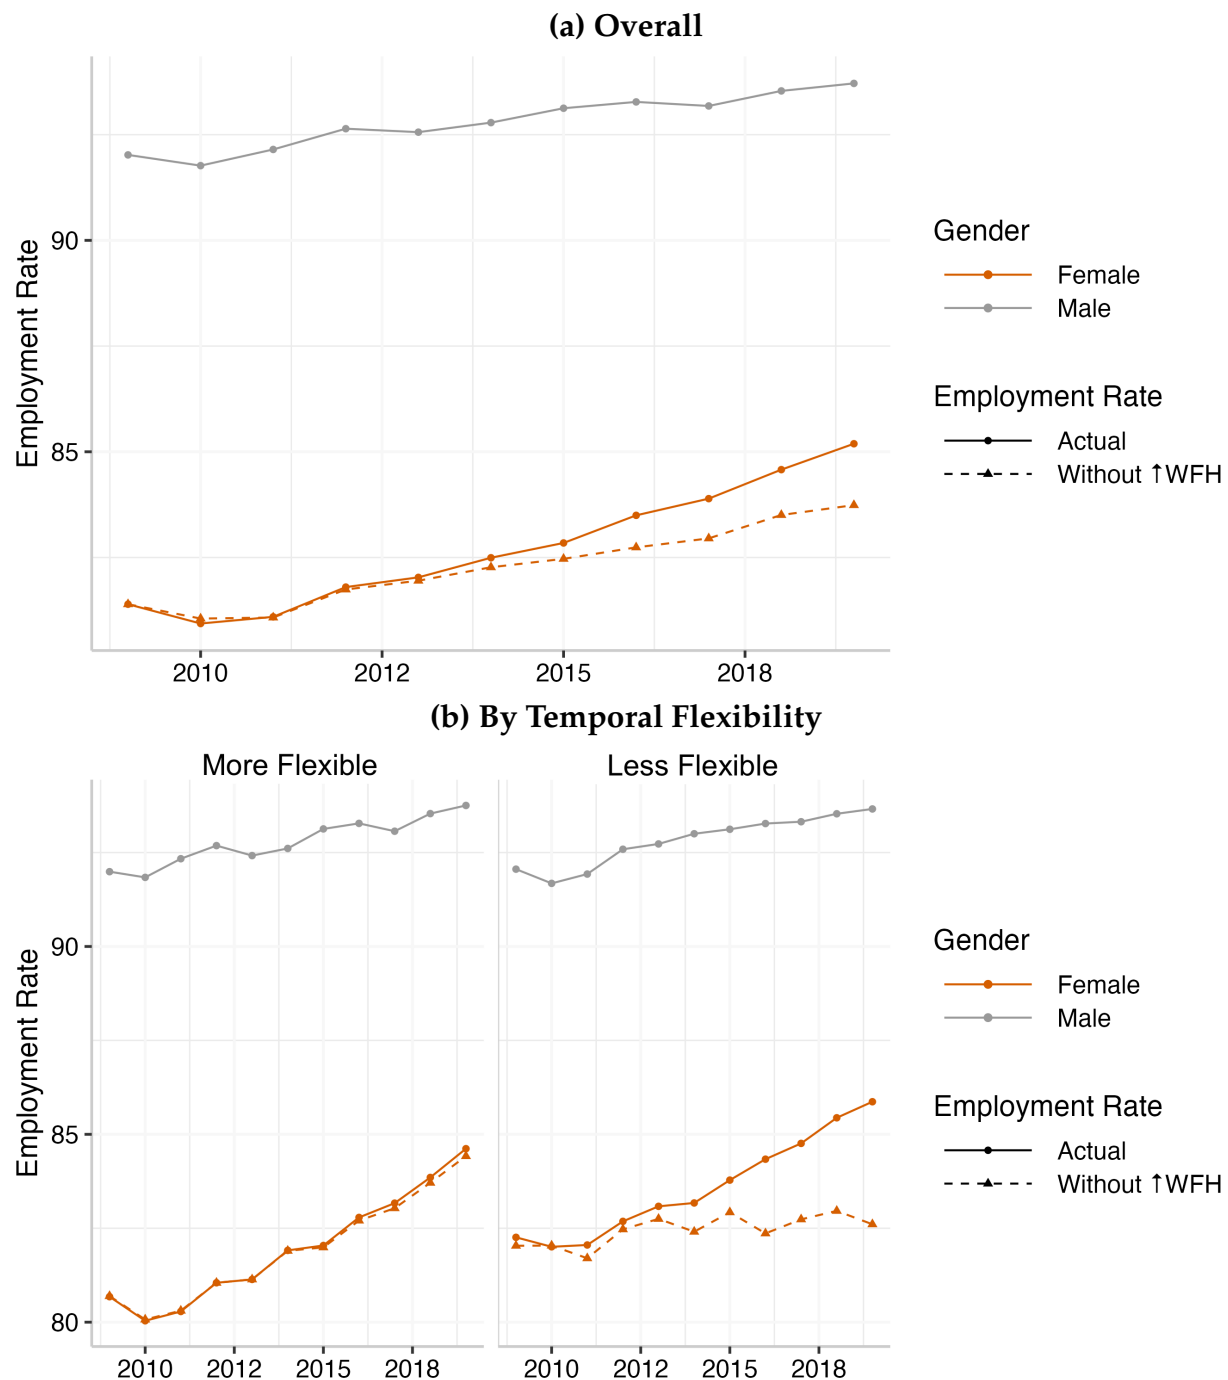 (a) Overall
Employment Rate
90
85
2010 2012 2015 2018
Gender
Female
Male
Employment Rate
Actual
Without ↑WFH
(b) By Temporal Flexibility
More Flexible Less Flexible
Employment Rate
90
85
80
2010 2012 2015 2018 2010 2012 2015 2018
Gender
Female
Male
Employment Rate
Actual
Without ↑WFH